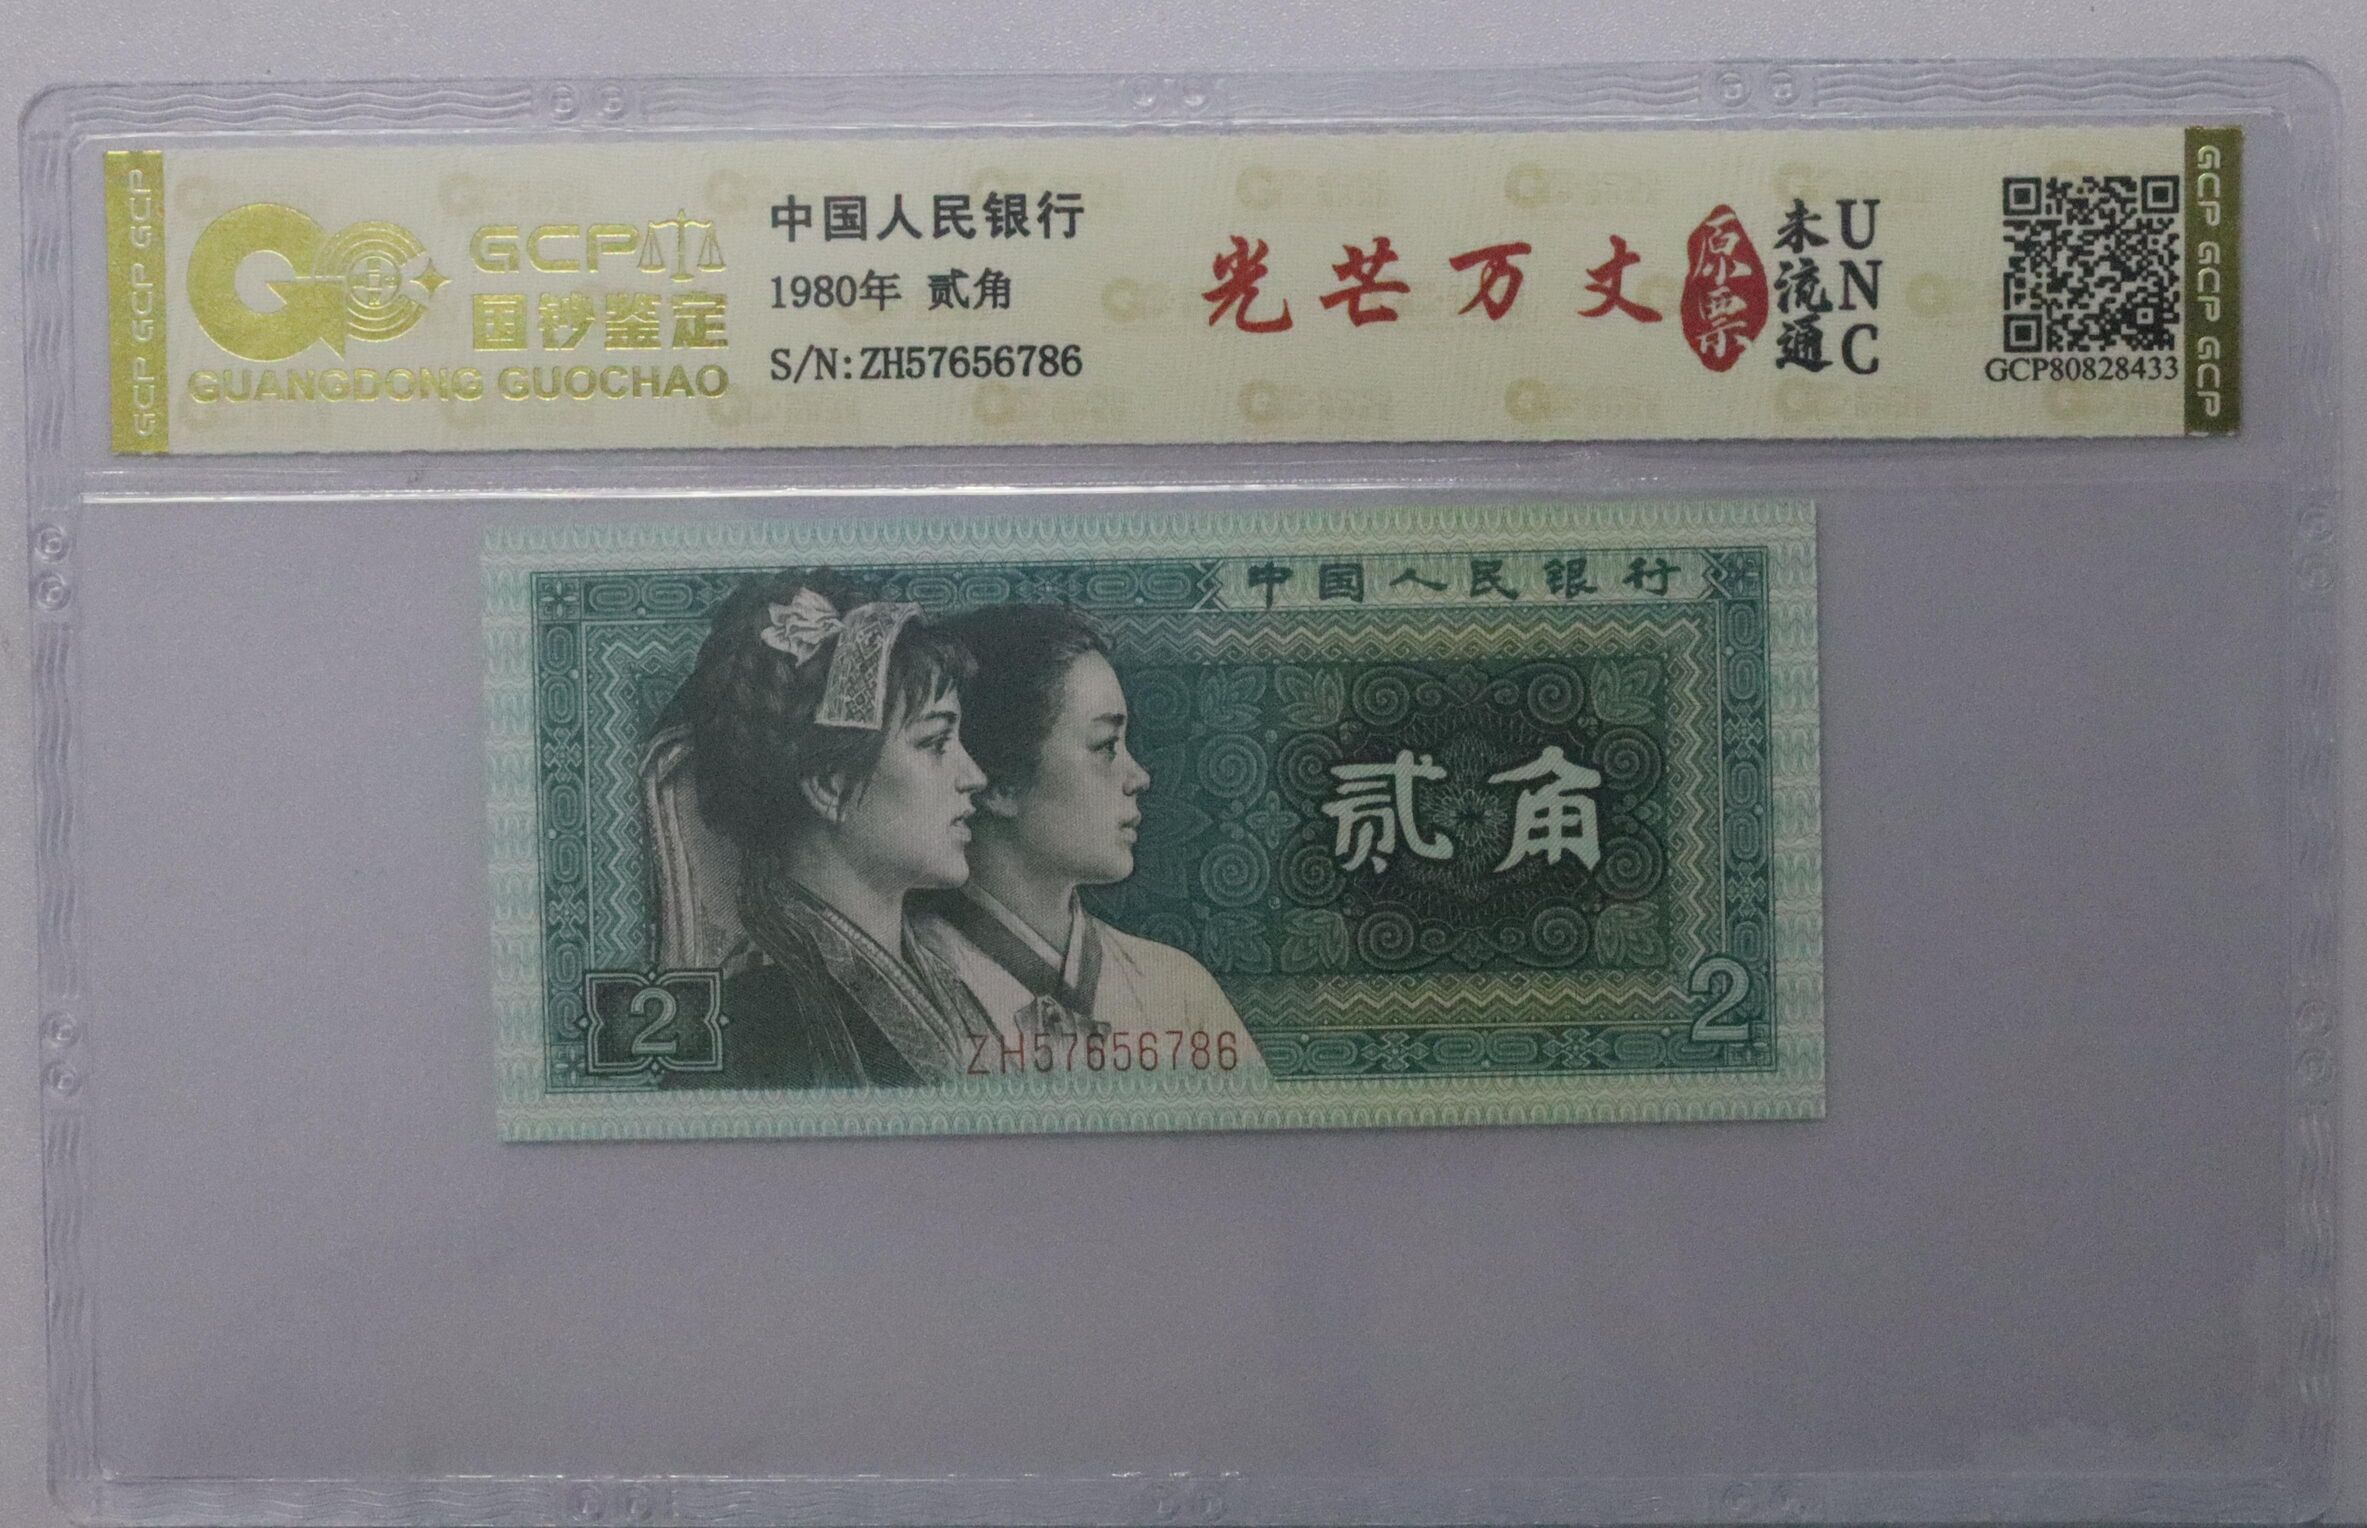 GCP GCP GCP
GCP
国钞鉴定
GUANGDONG GUOCHAO
中国人民银行
1980年 贰角
S/N:ZH57656786
光芒万丈
原票
未流通
UNC
GCP80828433
GCP GCP GCP
中国人民银行
贰角
2
2
ZH57656786